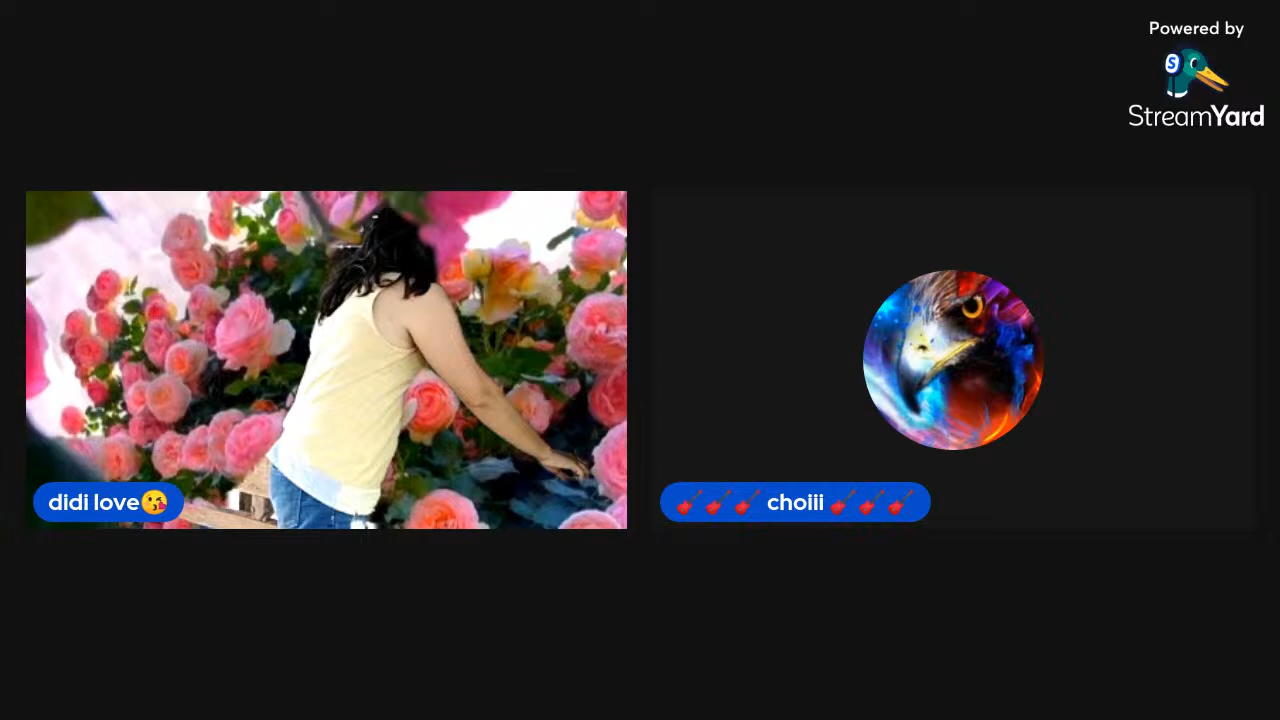 Powered by
S
StreamYard
didi love😘
🎸🎸🎸 choiii 🎸🎸🎸